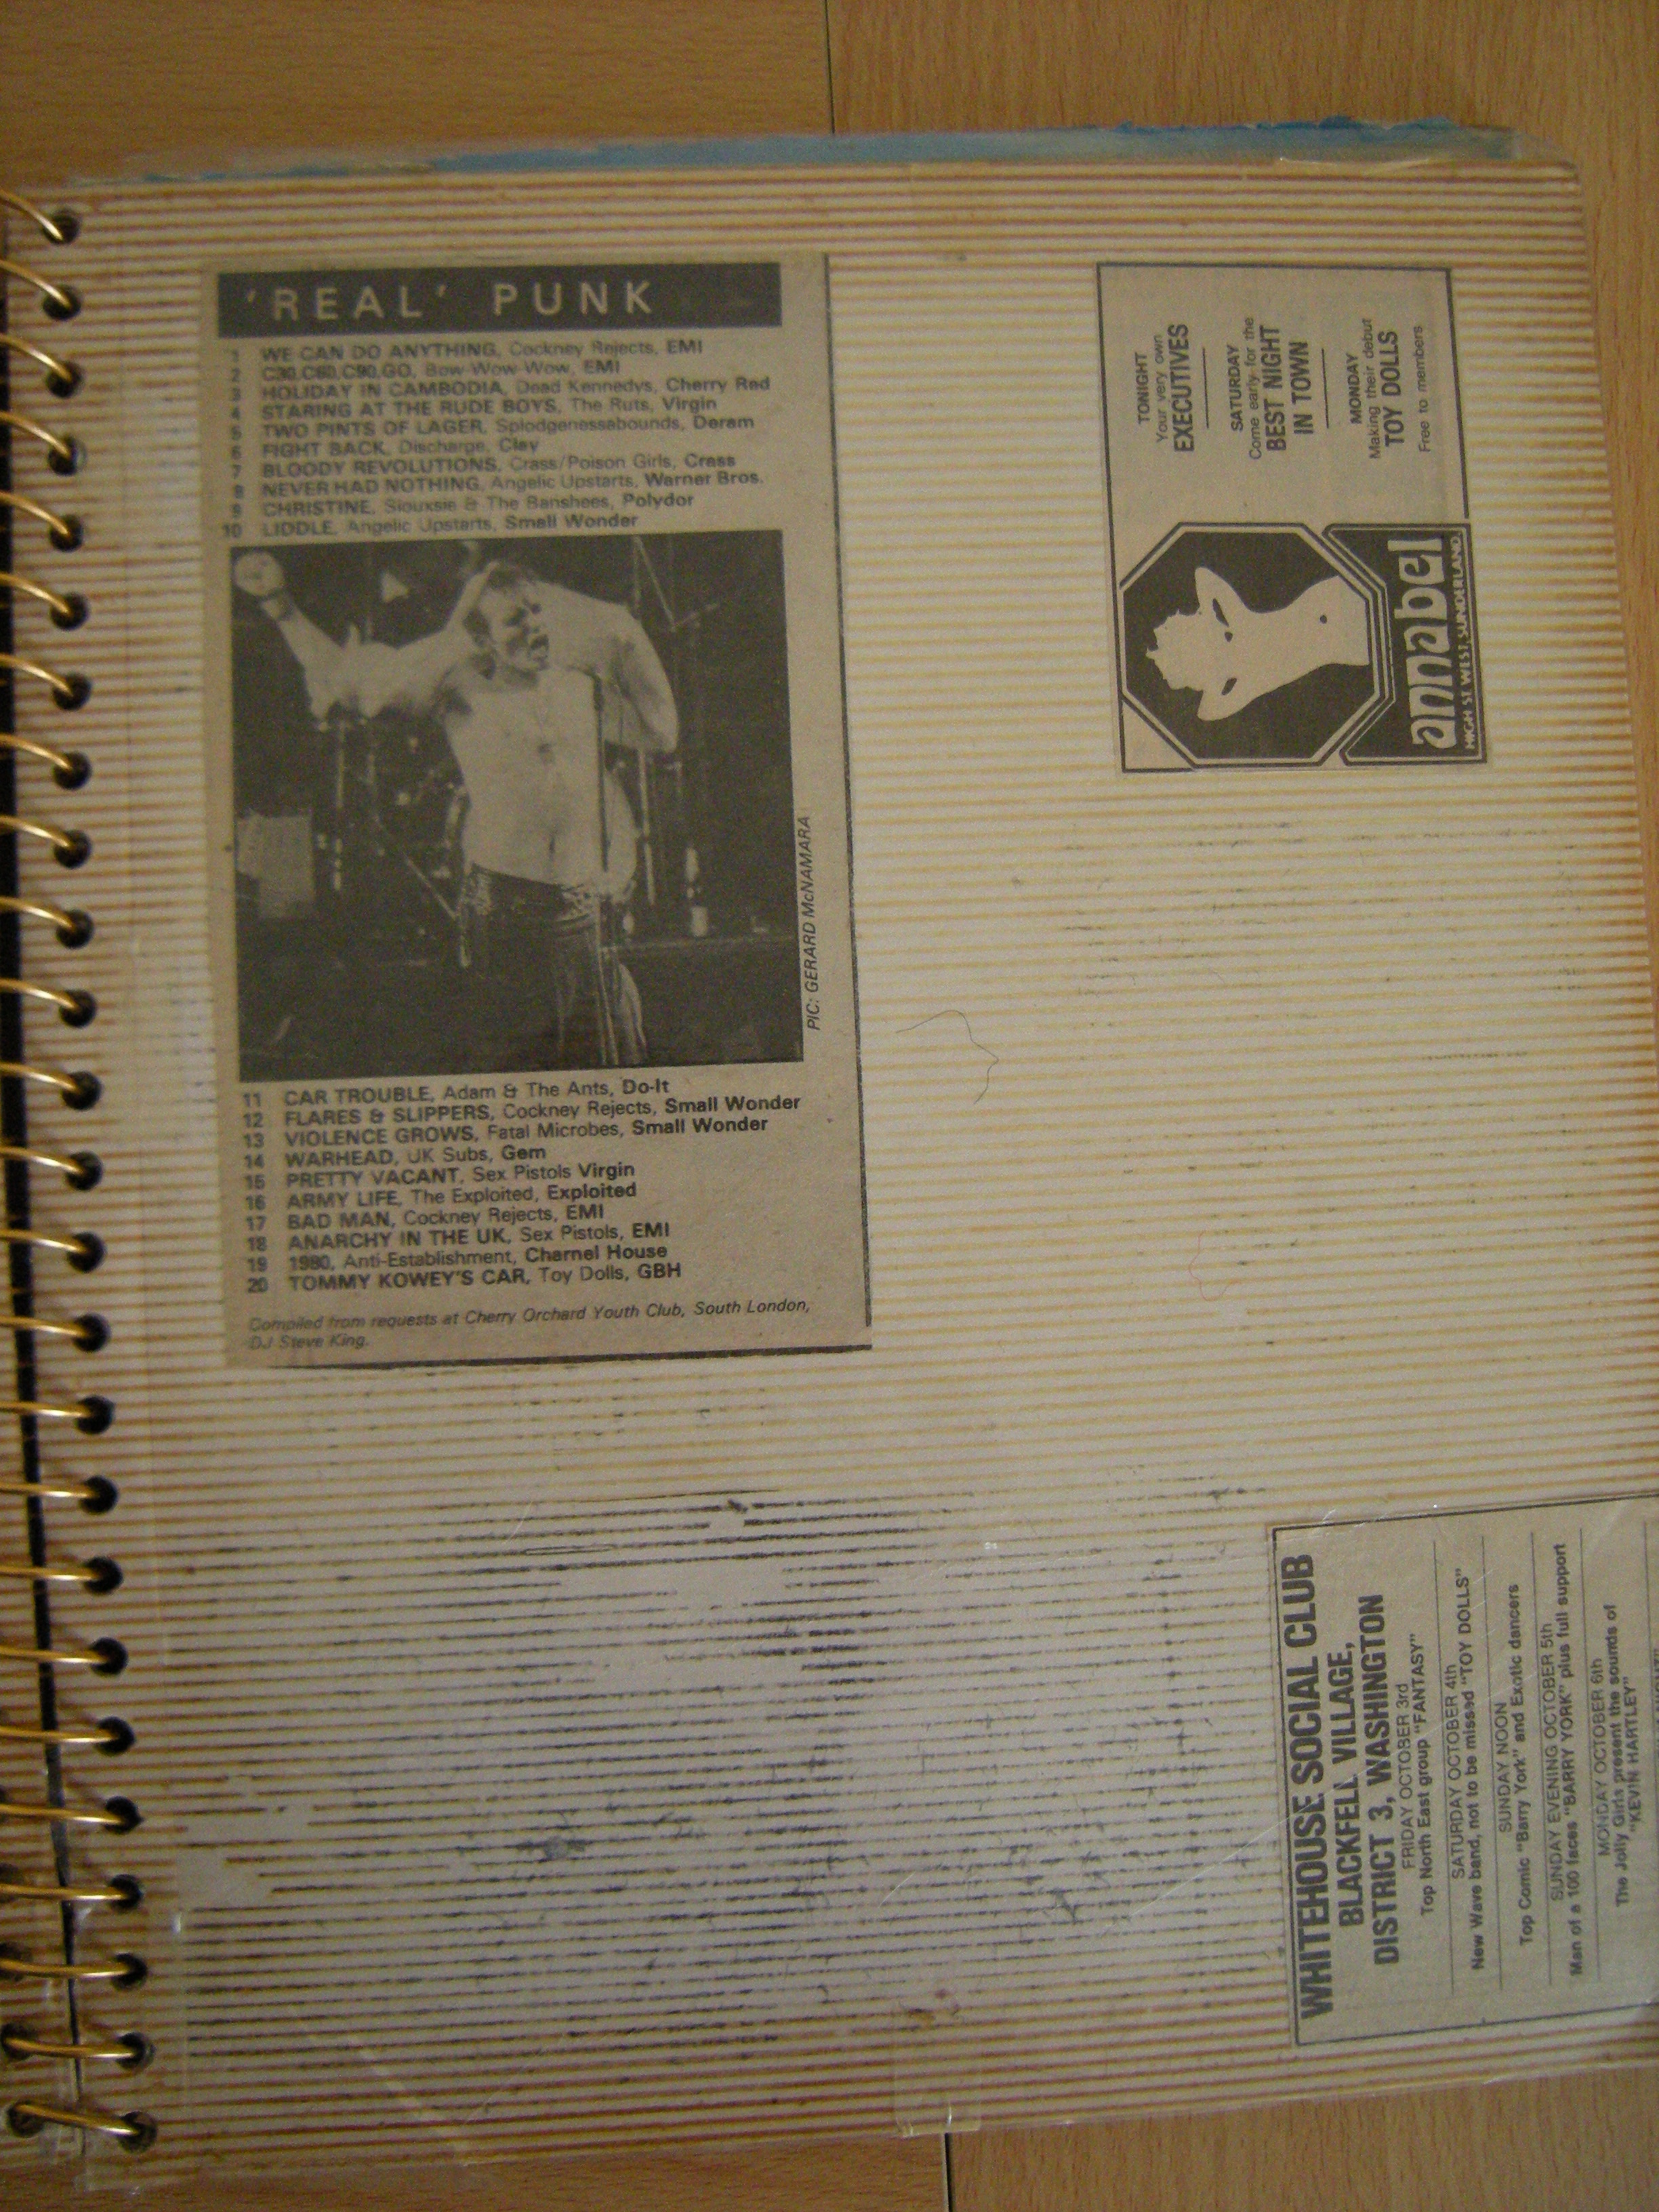 'REAL' PUNK
1 WE CAN DO ANYTHING, Cockney Rejects, EMI
2 C30,C60,C90,GO, Bow Wow Wow, EMI
3 HOLIDAY IN CAMBODIA, Dead Kennedys, Cherry Red
4 STARING AT THE RUDE BOYS, The Ruts, Virgin
5 TWO PINTS OF LAGER, Splodgenessabounds, Deram
6 FIGHT BACK, Discharge, Clay
7 BLOODY REVOLUTIONS, Crass/Poison Girls, Crass
8 NEVER HAD NOTHING, Angelic Upstarts, Warner Bros.
9 CHRISTINE, Siouxsie & The Banshees, Polydor
10 LIDDLE, Angelic Upstarts, Small Wonder
PIC: GERARD McNAMARA
11 CAR TROUBLE, Adam & The Ants, Do-It
12 FLARES & SLIPPERS, Cockney Rejects, Small Wonder
13 VIOLENCE GROWS, Fatal Microbes, Small Wonder
14 WARHEAD, UK Subs, Gem
15 PRETTY VACANT, Sex Pistols Virgin
16 ARMY LIFE, The Exploited, Exploited
17 BAD MAN, Cockney Rejects, EMI
18 ANARCHY IN THE UK, Sex Pistols, EMI
19 1980, Anti-Establishment, Charnel House
20 TOMMY KOWEY'S CAR, Toy Dolls, GBH
Compiled from requests at Cherry Orchard Youth Club, South London,
DJ Steve King.
annabel
HIGH ST. WEST, SUNDERLAND
TONIGHT
Your very own
EXECUTIVES
SATURDAY
Come early for the
BEST NIGHT
IN TOWN
MONDAY
Making their debut
TOY DOLLS
Free to members
WHITEHOUSE SOCIAL CLUB
BLACKFELL VILLAGE,
DISTRICT 3, WASHINGTON
FRIDAY OCTOBER 3rd
Top North East group "FANTASY"
SATURDAY OCTOBER 4th
New Wave band, not to be missed "TOY DOLLS"
SUNDAY NOON
Top Comic "Barry York" and Exotic dancers
SUNDAY EVENING OCTOBER 5th
Man of a 100 faces "BARRY YORK" plus full support
MONDAY OCTOBER 6th
The Jolly Girls present the sounds of
"KEVIN HARTLEY"